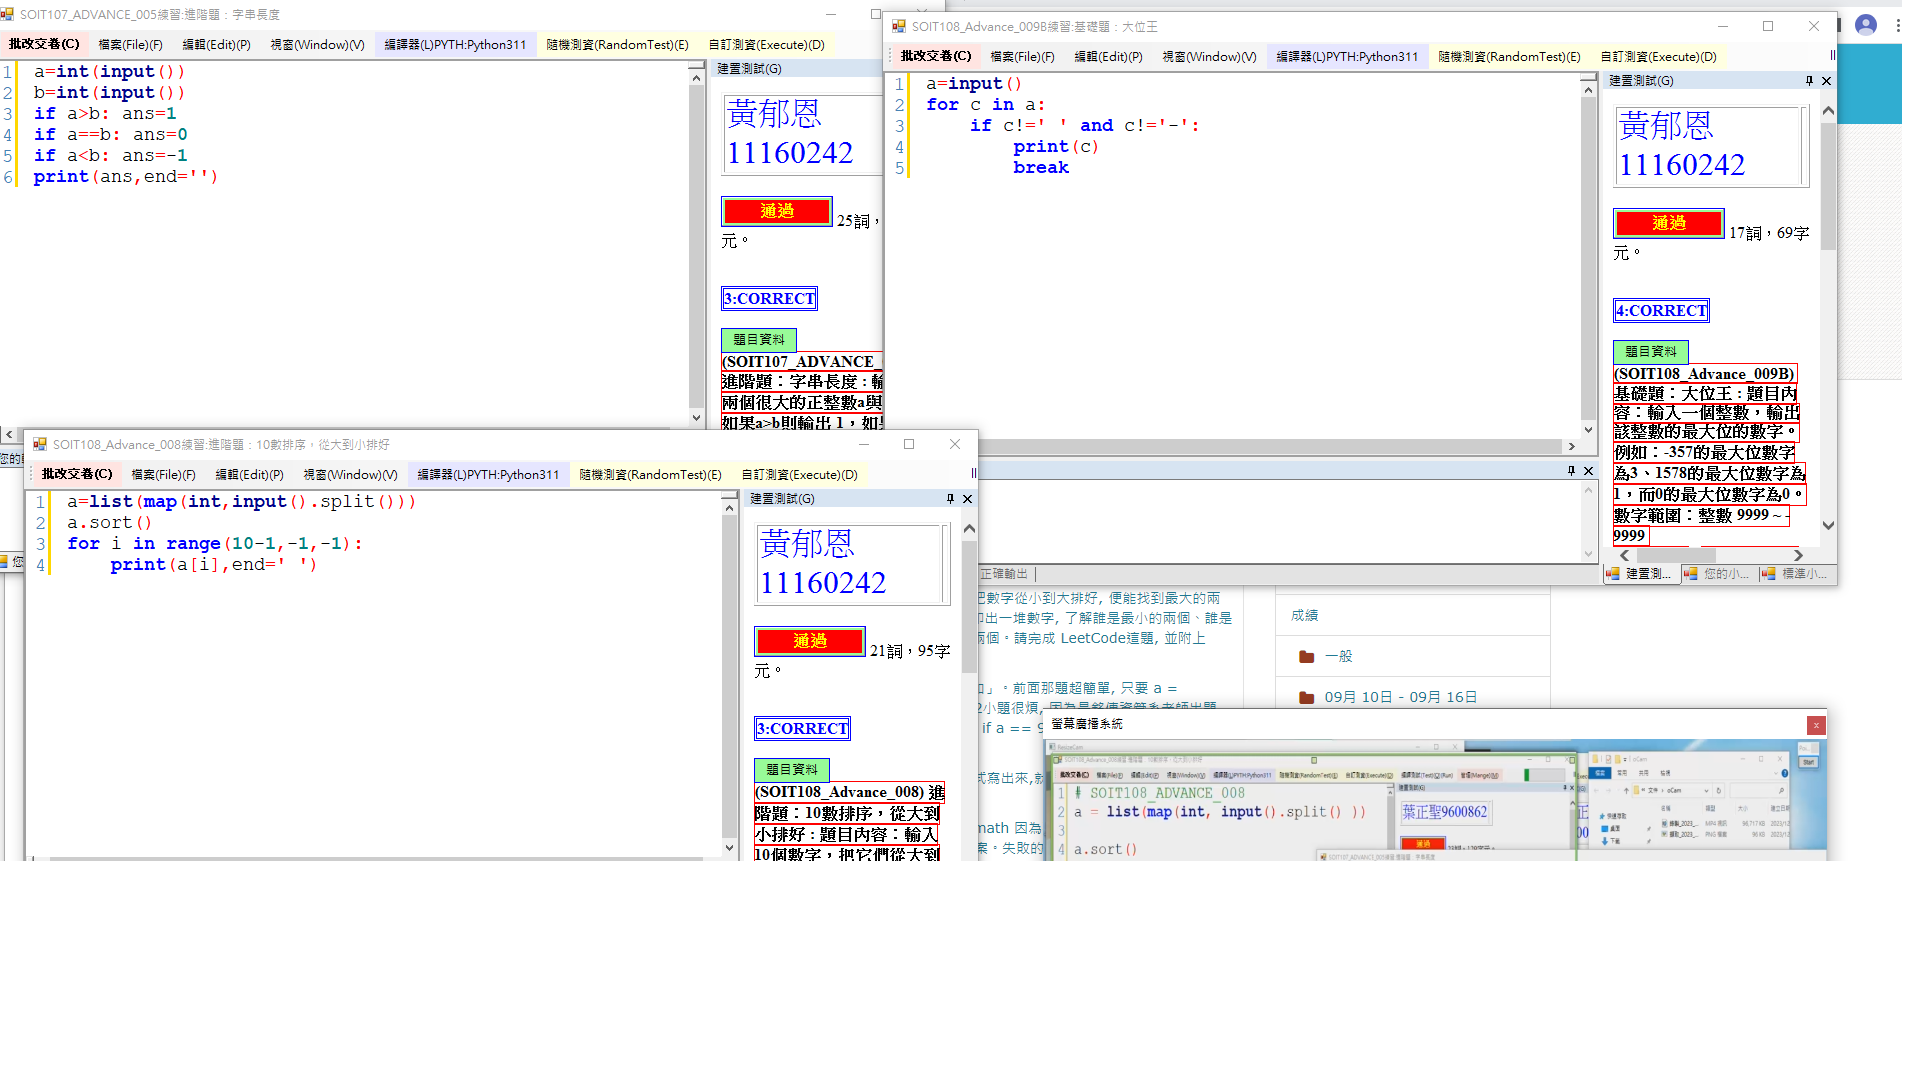 SOIT107_ADVANCE_005練習:進階題：字串長度
批改交卷(C) 檔案(File)(F) 編輯(Edit)(P) 視窗(Window)(V) 編譯器(L)PYTH:Python311 隨機測資(RandomTest)(E) 自訂測資(Execute)(D)
1 a=int(input())
2 b=int(input())
3 if a>b: ans=1
4 if a==b: ans=0
5 if a<b: ans=-1
6 print(ans,end='')
建置測試(G)
黃郁恩
11160242
通過 25詞，
元。
3:CORRECT
題目資料
(SOIT107_ADVANCE_
進階題：字串長度：輸
兩個很大的正整數a與
如果a>b則輸出 1，如
SOIT108_Advance_009B練習:基礎題：大位王
批改交卷(C) 檔案(File)(F) 編輯(Edit)(P) 視窗(Window)(V) 編譯器(L)PYTH:Python311 隨機測資(RandomTest)(E) 自訂測資(Execute)(D)
1 a=input()
2 for c in a:
3 if c!=' ' and c!='-':
4 print(c)
5 break
建置測試(G)
黃郁恩
11160242
通過 17詞，69字
元。
4:CORRECT
題目資料
(SOIT108_Advance_009B)
基礎題：大位王：題目內
容：輸入一個整數，輸出
該整數的最大位的數字。
例如：-357的最大位數字
為3、1578的最大位數字為
1，而0的最大位數字為0。
數字範圍：整數 9999 ~ -
9999
建置測... 您的小... 標準小...
正確輸出
SOIT108_Advance_008練習:進階題：10數排序，從大到小排好
批改交卷(C) 檔案(File)(F) 編輯(Edit)(P) 視窗(Window)(V) 編譯器(L)PYTH:Python311 隨機測資(RandomTest)(E) 自訂測資(Execute)(D)
1 a=list(map(int,input().split()))
2 a.sort()
3 for i in range(10-1,-1,-1):
4 print(a[i],end=' ')
建置測試(G)
黃郁恩
11160242
通過 21詞，95字
元。
3:CORRECT
題目資料
(SOIT108_Advance_008) 進
階題：10數排序，從大到
小排好：題目內容：輸入
10個數字，把它們從大到
把數字從小到大排好, 便能找到最大的兩
印出一堆數字, 了解誰是最小的兩個、誰是
兩個。請完成 LeetCode這題, 並附上
」。前面那題超簡單, 只要 a =
2小題很煩, 因為是銘傳資管系老師出題
if a == 9
式寫出來,
math 因為
案。失敗的
成績
一般
09月 10日 - 09月 16日
螢幕廣播系統
1 # SOIT108_ADVANCE_008
2 a = list(map(int, input().split() ))
3
4 a.sort()
葉正聖9600862
通過